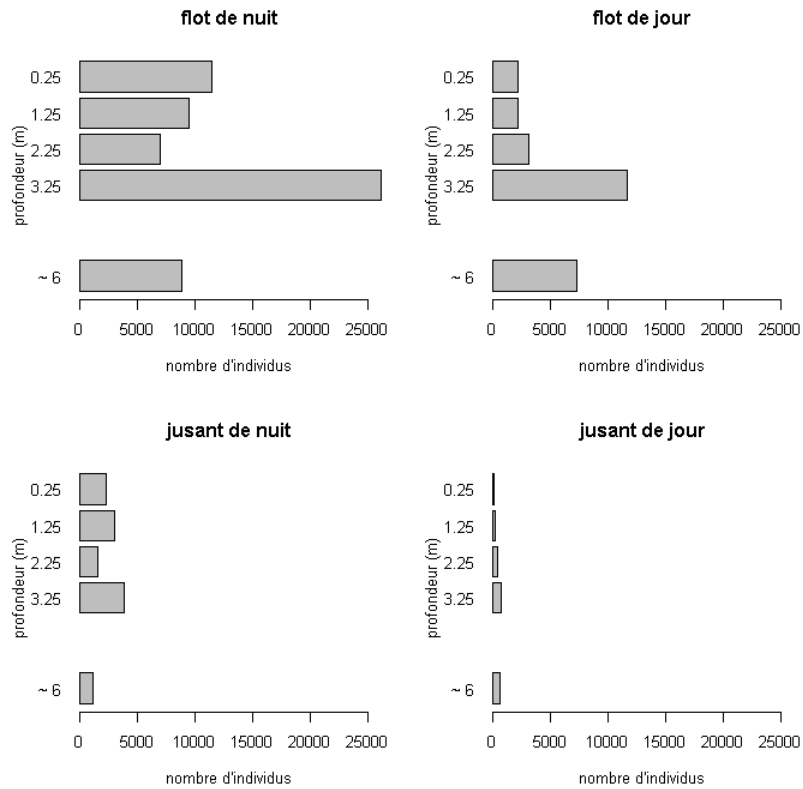 flot de nuit
profondeur (m)
0.25
1.25
2.25
3.25
~ 6
0 5000 10000 15000 20000 25000
nombre d'individus
flot de jour
profondeur (m)
0.25
1.25
2.25
3.25
~ 6
0 5000 10000 15000 20000 25000
nombre d'individus
jusant de nuit
profondeur (m)
0.25
1.25
2.25
3.25
~ 6
0 5000 10000 15000 20000 25000
nombre d'individus
jusant de jour
profondeur (m)
0.25
1.25
2.25
3.25
~ 6
0 5000 10000 15000 20000 25000
nombre d'individus